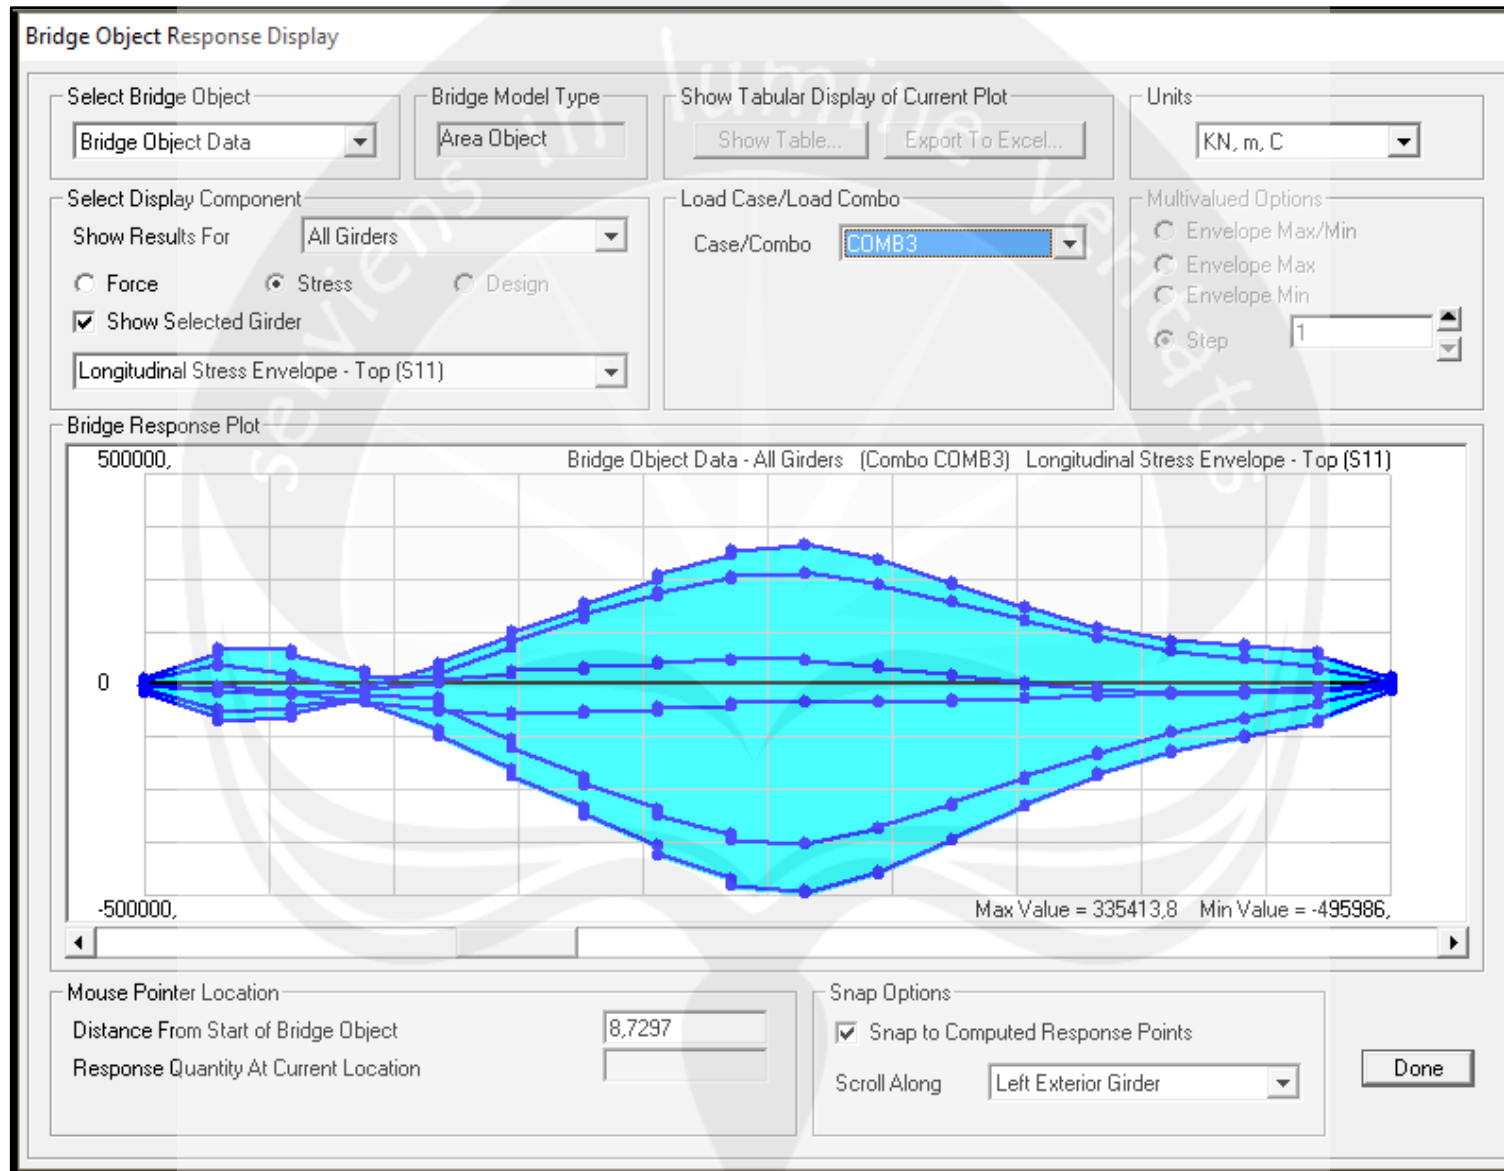 Bridge Object Response Display
Select Bridge Object
Bridge Object Data
Bridge Model Type
Area Object
Show Tabular Display of Current Plot
Show Table...
Export To Excel...
Units
KN, m, C
Select Display Component
Show Results For
All Girders
Force
Stress
Design
Show Selected Girder
Longitudinal Stress Envelope - Top (S11)
Load Case/Load Combo
Case/Combo
COMB3
Multivalued Options
Envelope Max/Min
Envelope Max
Envelope Min
Step
1
Bridge Response Plot
500000,
Bridge Object Data - All Girders (Combo COMB3) Longitudinal Stress Envelope - Top (S11)
0
-500000,
Max Value = 335413,8 Min Value = -495986,
Mouse Pointer Location
Distance From Start of Bridge Object
8,7297
Response Quantity At Current Location
Snap Options
Snap to Computed Response Points
Scroll Along
Left Exterior Girder
Done
serviens in lumine veritatis